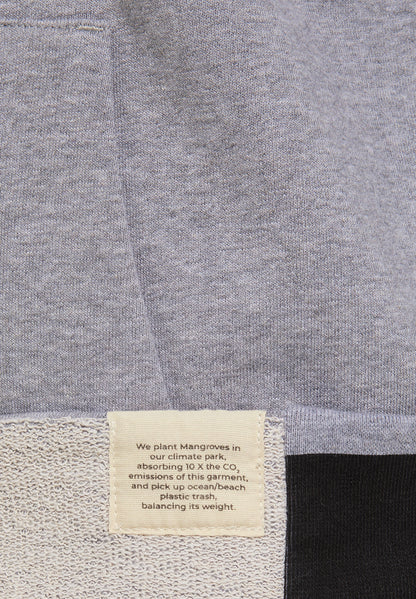 We plant Mangroves in
our climate park,
absorbing 10 X the CO₂
emissions of this garment,
and pick up ocean/beach
plastic trash,
balancing its weight.